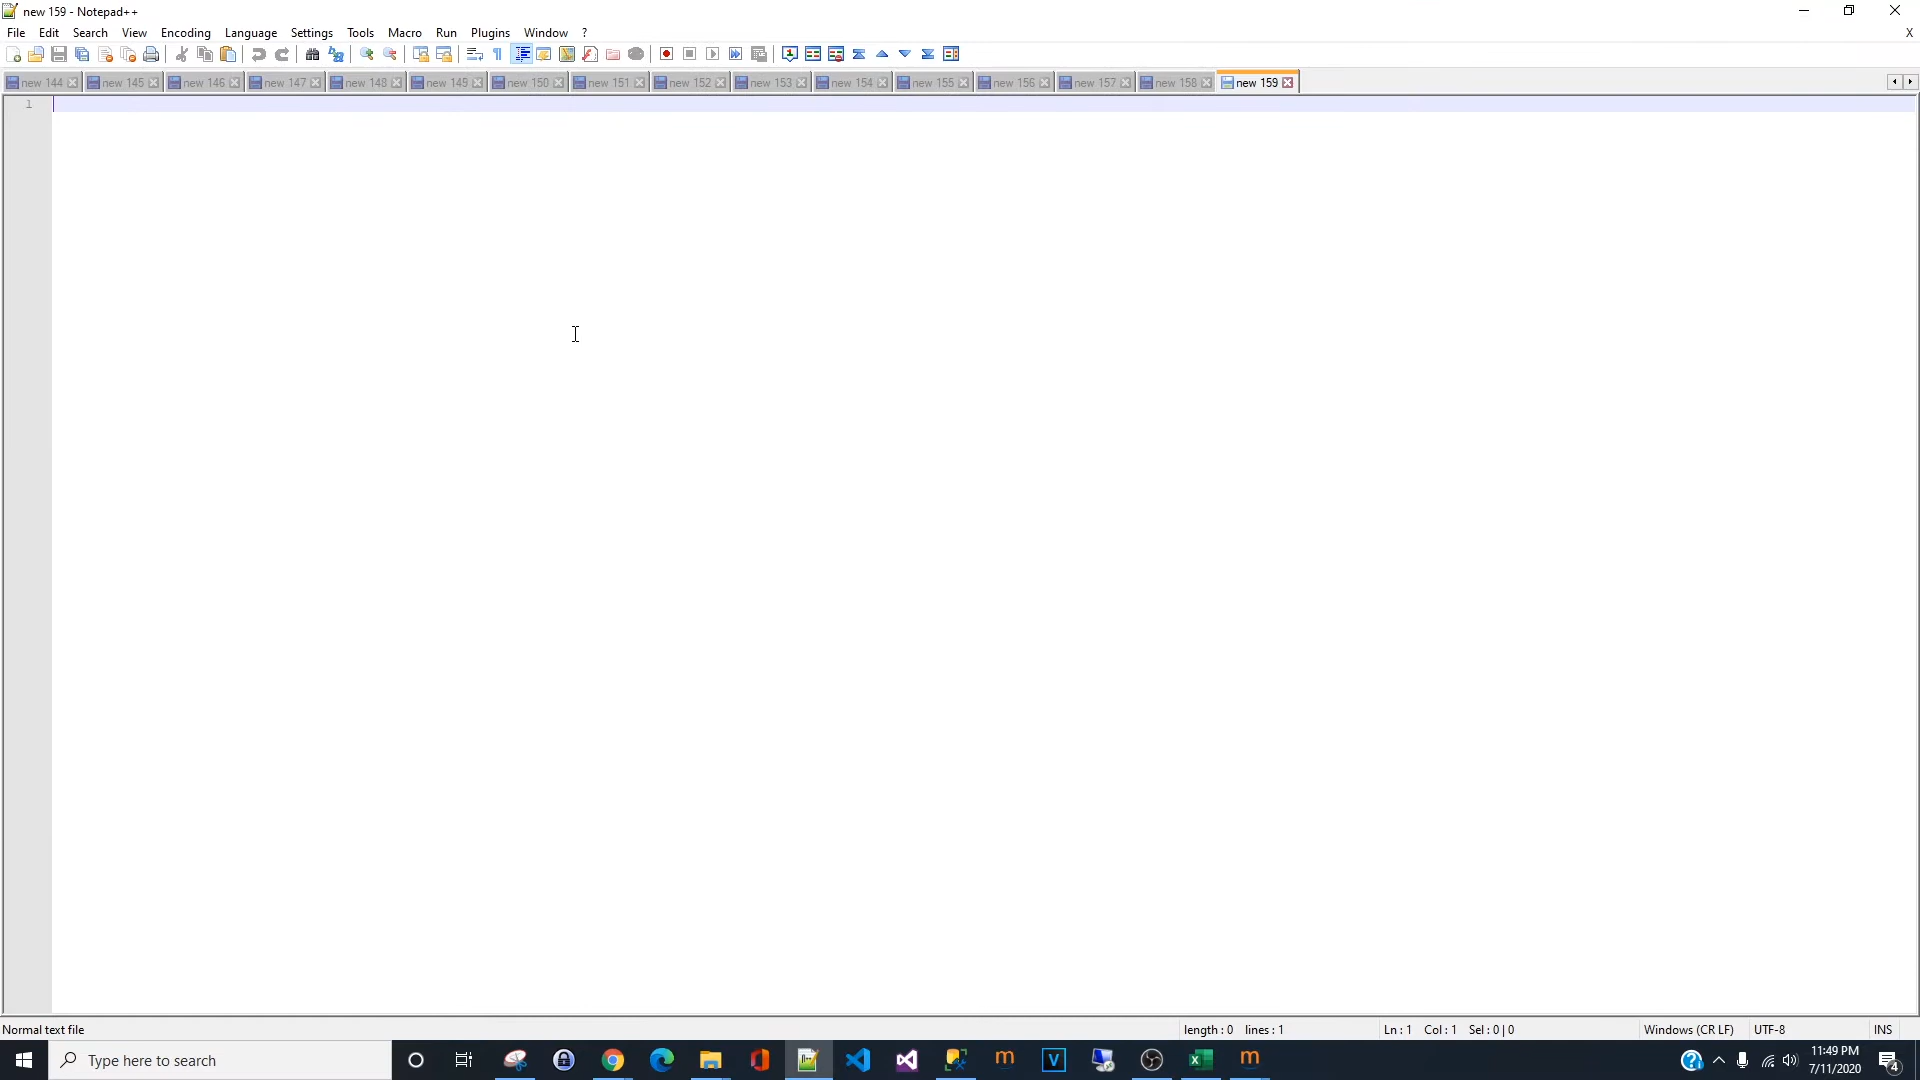 new 159 - Notepad++
File Edit Search View Encoding Language Settings Tools Macro Run Plugins Window ? X
new 144 new 145 new 146 new 147 new 148 new 149 new 150 new 151 new 152 new 153 new 154 new 155 new 156 new 157 new 158 new 159
1
Normal text file length : 0 lines : 1 Ln : 1 Col : 1 Sel : 0 | 0 Windows (CR LF) UTF-8 INS
Type here to search
11:49 PM
7/11/2020
4